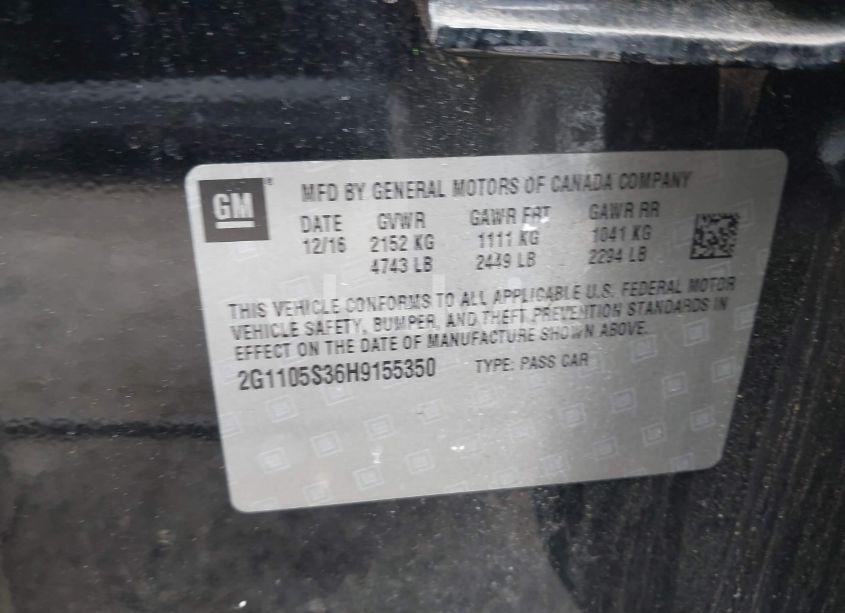 GM
MFD BY GENERAL MOTORS OF CANADA COMPANY
DATE GVWR GAWR FRT GAWR RR
12/16 2152 KG 1111 KG 1041 KG
4743 LB 2449 LB 2294 LB
THIS VEHICLE CONFORMS TO ALL APPLICABLE U.S. FEDERAL MOTOR
VEHICLE SAFETY, BUMPER, AND THEFT PREVENTION STANDARDS IN
EFFECT ON THE DATE OF MANUFACTURE SHOWN ABOVE.
2G1105S36H9155350 TYPE: PASS CAR